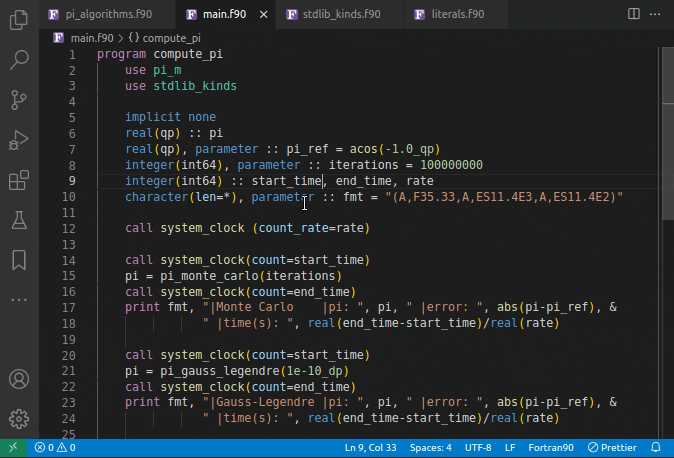 pi_algorithms.f90 main.f90 stdlib_kinds.f90 literals.f90
main.f90 > compute_pi
1 program compute_pi
2     use pi_m
3     use stdlib_kinds
4
5     implicit none
6     real(qp) :: pi
7     real(qp), parameter :: pi_ref = acos(-1.0_qp)
8     integer(int64), parameter :: iterations = 100000000
9     integer(int64) :: start_time, end_time, rate
10     character(len=*), parameter :: fmt = "(A,F35.33,A,ES11.4E3,A,ES11.4E2)"
11
12     call system_clock (count_rate=rate)
13
14     call system_clock(count=start_time)
15     pi = pi_monte_carlo(iterations)
16     call system_clock(count=end_time)
17     print fmt, "|Monte Carlo    |pi: ", pi, " |error: ", abs(pi-pi_ref), &
18                " |time(s): ", real(end_time-start_time)/real(rate)
19
20     call system_clock(count=start_time)
21     pi = pi_gauss_legendre(1e-10_dp)
22     call system_clock(count=end_time)
23     print fmt, "|Gauss-Legendre |pi: ", pi, " |error: ", abs(pi-pi_ref), &
24                " |time(s): ", real(end_time-start_time)/real(rate)
25
0 0 Ln 9, Col 33 Spaces: 4 UTF-8 LF Fortran90 Prettier